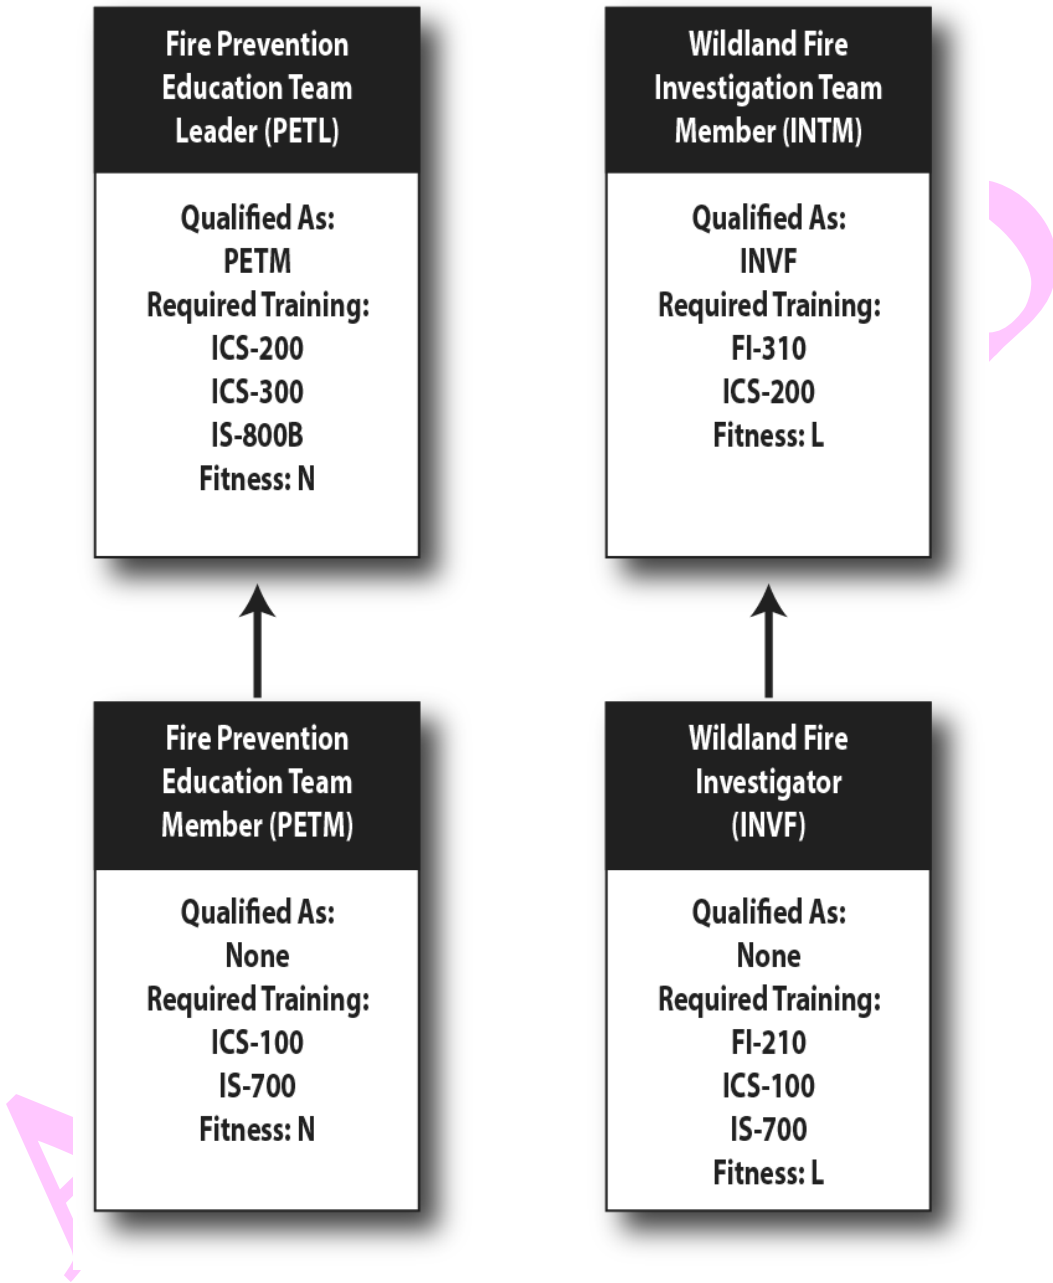 Fire Prevention
Education Team
Leader (PETL)
Qualified As:
PETM
Required Training:
ICS-200
ICS-300
IS-800B
Fitness: N
Wildland Fire
Investigation Team
Member (INTM)
Qualified As:
INVF
Required Training:
FI-310
ICS-200
Fitness: L
Fire Prevention
Education Team
Member (PETM)
Qualified As:
None
Required Training:
ICS-100
IS-700
Fitness: N
Wildland Fire
Investigator
(INVF)
Qualified As:
None
Required Training:
FI-210
ICS-100
IS-700
Fitness: L